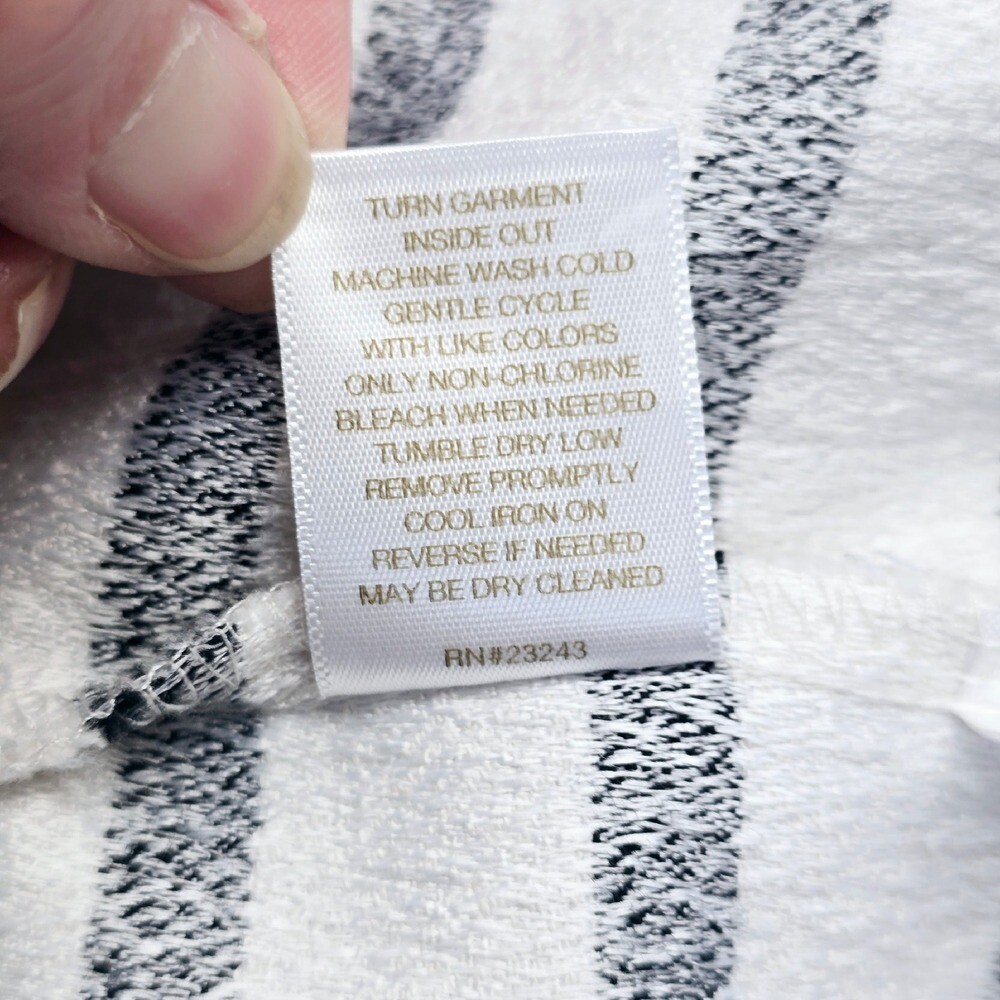 TURN GARMENT
INSIDE OUT
MACHINE WASH COLD
GENTLE CYCLE
WITH LIKE COLORS
ONLY NON-CHLORINE
BLEACH WHEN NEEDED
TUMBLE DRY LOW
REMOVE PROMPTLY
COOL IRON ON
REVERSE IF NEEDED
MAY BE DRY CLEANED
RN#23243